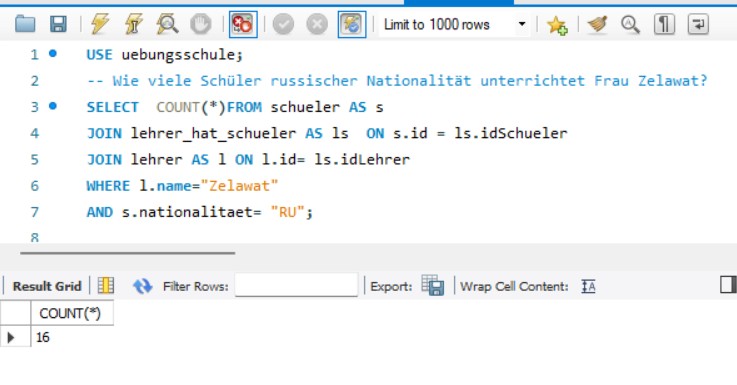 Limit to 1000 rows
1 USE uebungsschule;
2 -- Wie viele Schüler russischer Nationalität unterrichtet Frau Zelawat?
3 SELECT  COUNT(*)FROM schueler AS s
4 JOIN lehrer_hat_schueler AS ls  ON s.id = ls.idSchueler
5 JOIN lehrer AS l ON l.id= ls.idLehrer
6 WHERE l.name="Zelawat"
7 AND s.nationalitaet= "RU";
8
Result Grid Filter Rows: Export: Wrap Cell Content:
COUNT(*)
16